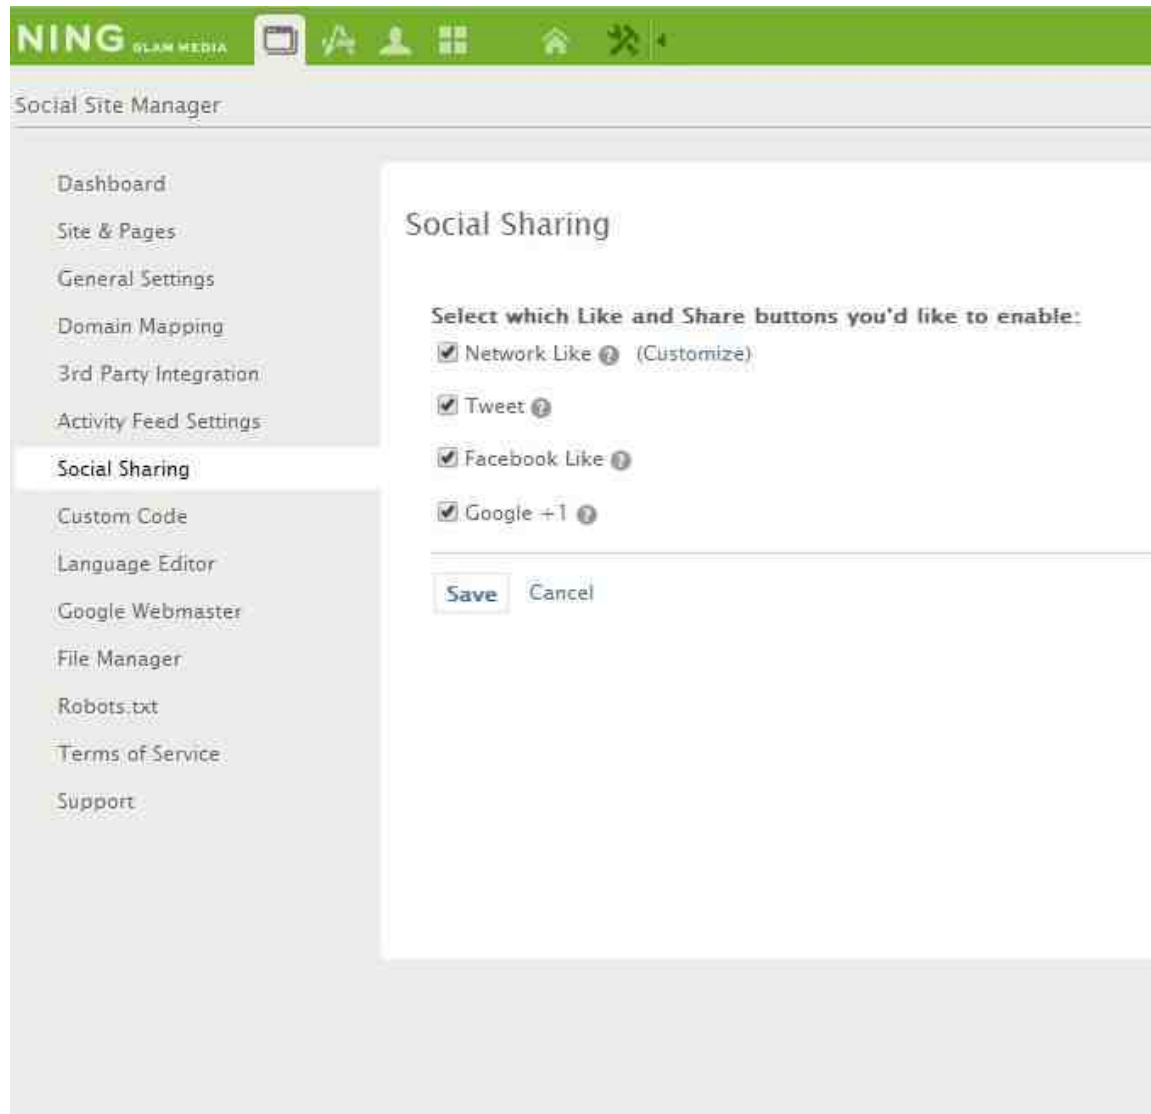 NING GLAM MEDIA
Social Site Manager
Dashboard
Site & Pages
General Settings
Domain Mapping
3rd Party Integration
Activity Feed Settings
Social Sharing
Custom Code
Language Editor
Google Webmaster
File Manager
Robots.txt
Terms of Service
Support
Social Sharing
Select which Like and Share buttons you'd like to enable:
Network Like ? (Customize)
Tweet ?
Facebook Like ?
Google +1 ?
Save Cancel